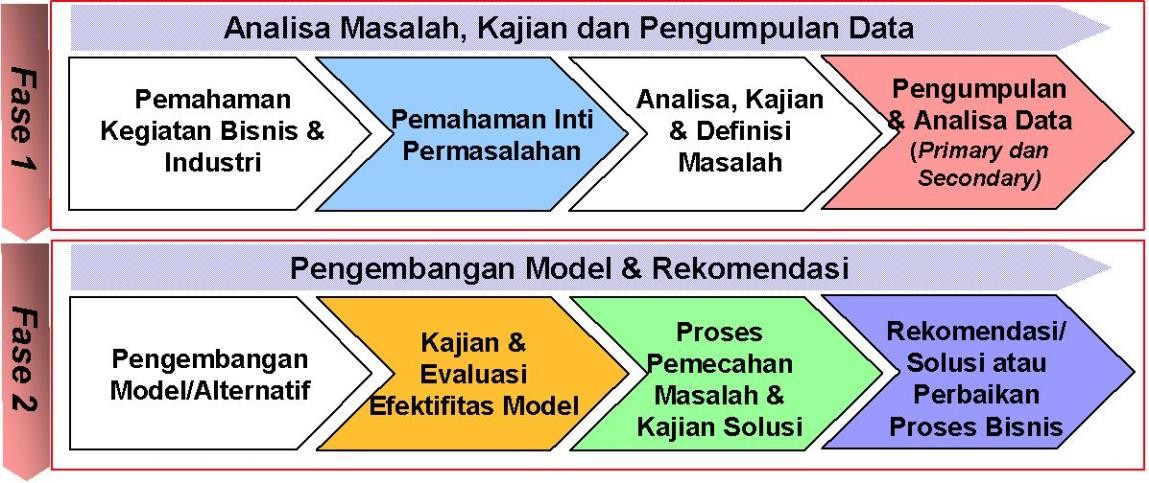 Fase 1
Analisa Masalah, Kajian dan Pengumpulan Data
Pemahaman
Kegiatan Bisnis &
Industri
Pemahaman Inti
Permasalahan
Analisa, Kajian
& Definisi
Masalah
Pengumpulan
& Analisa Data
(Primary dan
Secondary)
Fase 2
Pengembangan Model & Rekomendasi
Pengembangan
Model/Alternatif
Kajian &
Evaluasi
Efektifitas Model
Proses
Pemecahan
Masalah &
Kajian Solusi
Rekomendasi/
Solusi atau
Perbaikan
Proses Bisnis